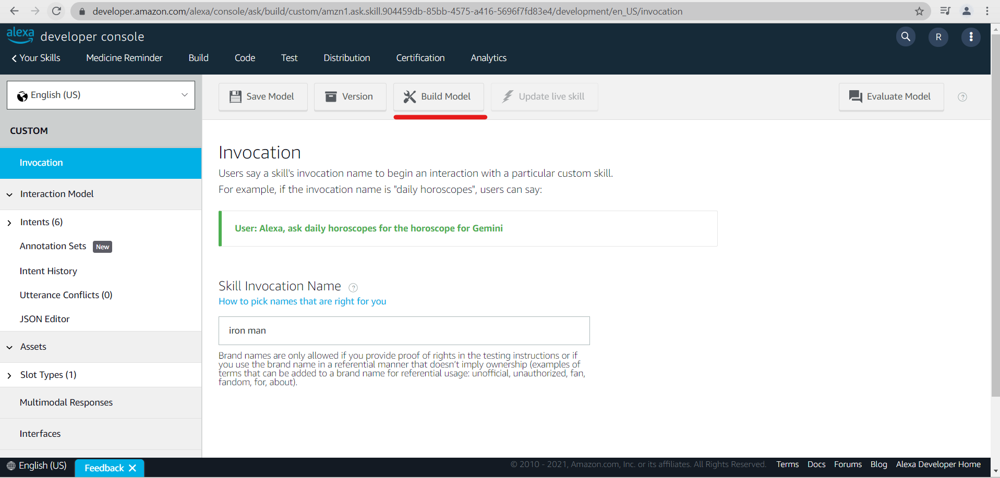 developer.amazon.com/alexa/console/ask/build/custom/amzn1.ask.skill.904459db-85bb-4575-a416-5696f7fd83e4/development/en_US/invocation
alexa developer console
R
Your Skills Medicine Reminder Build Code Test Distribution Certification Analytics
English (US)
Save Model Version Build Model Update live skill Evaluate Model ?
CUSTOM
Invocation
Interaction Model
Intents (6)
Annotation Sets New
Intent History
Utterance Conflicts (0)
JSON Editor
Assets
Slot Types (1)
Multimodal Responses
Interfaces
Invocation
Users say a skill's invocation name to begin an interaction with a particular custom skill.
For example, if the invocation name is "daily horoscopes", users can say:
User: Alexa, ask daily horoscopes for the horoscope for Gemini
Skill Invocation Name ?
How to pick names that are right for you
iron man
Brand names are only allowed if you provide proof of rights in the testing instructions or if
you use the brand name in a referential manner that doesn't imply ownership (examples of
terms that can be added to a brand name for referential usage: unofficial, unauthorized, fan,
fandom, for, about).
English (US) Feedback
© 2010 - 2021, Amazon.com, Inc. or its affiliates. All Rights Reserved. Terms Docs Forums Blog Alexa Developer Home